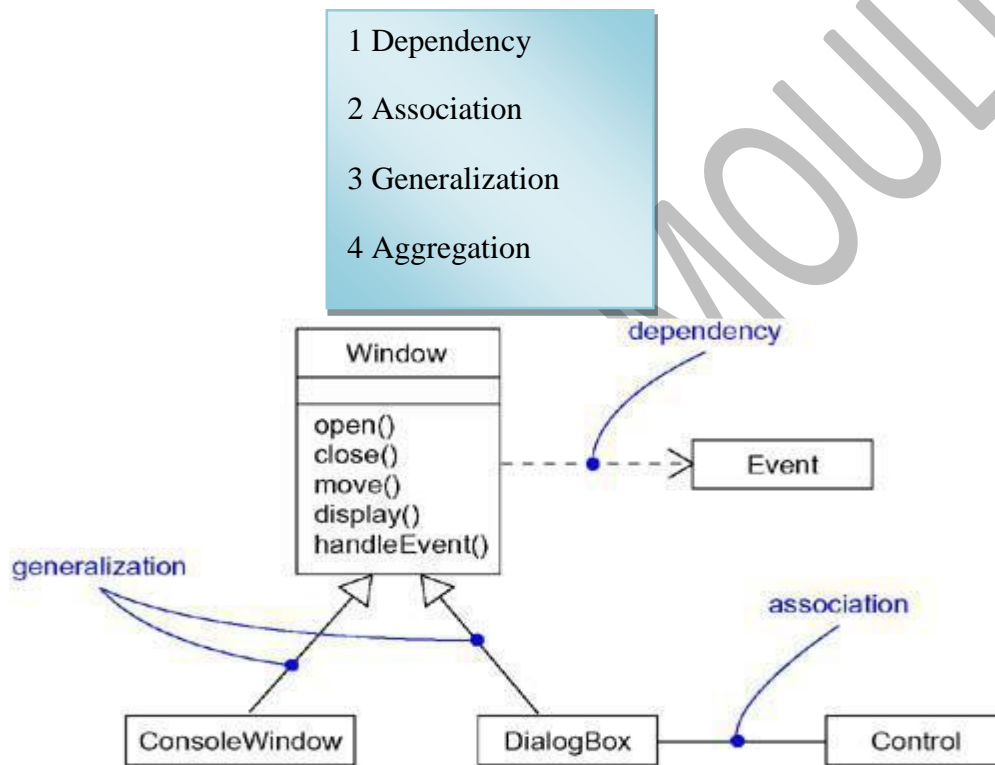 1 Dependency
2 Association
3 Generalization
4 Aggregation
dependency
Window
open()
close()
move()
display()
handleEvent()
Event
generalization
association
ConsoleWindow
DialogBox
Control